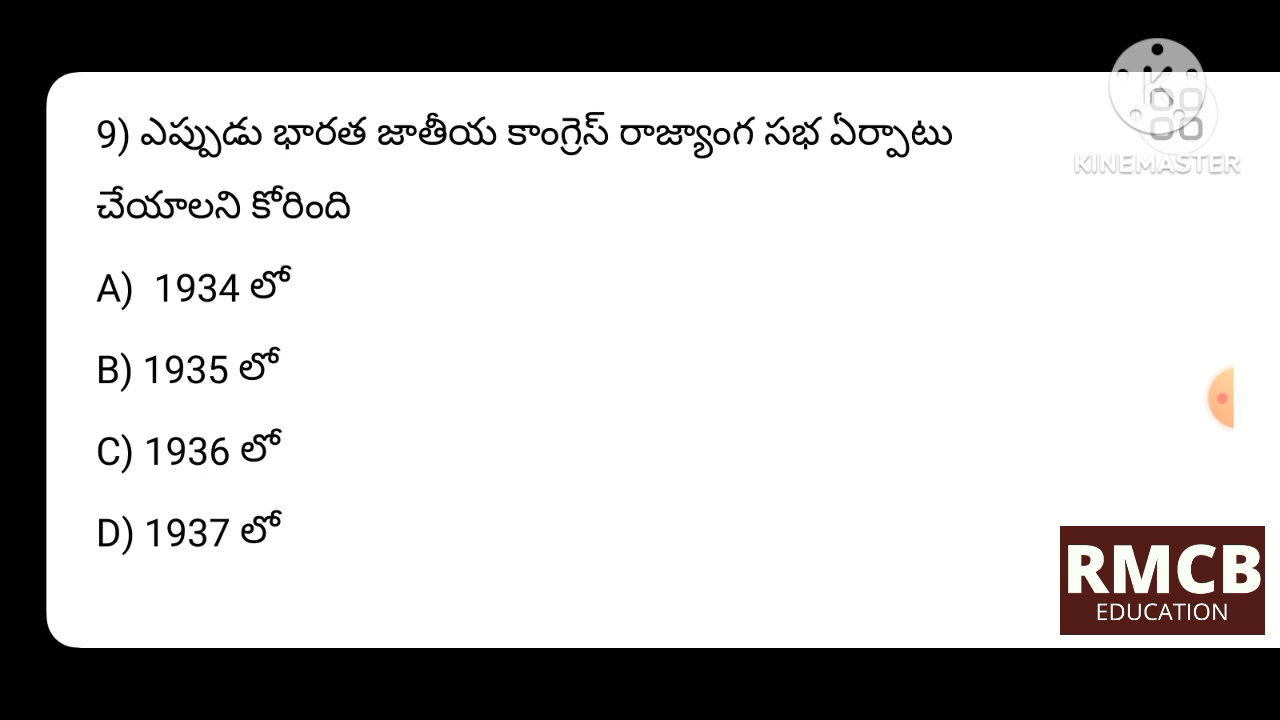 9) ఎప్పుడు భారత జాతీయ కాంగ్రెస్ రాజ్యాంగ సభ ఏర్పాటు
చేయాలని కోరింది
A) 1934 లో
B) 1935 లో
C) 1936 లో
D) 1937 లో
KINEMASTER
RMCB
EDUCATION